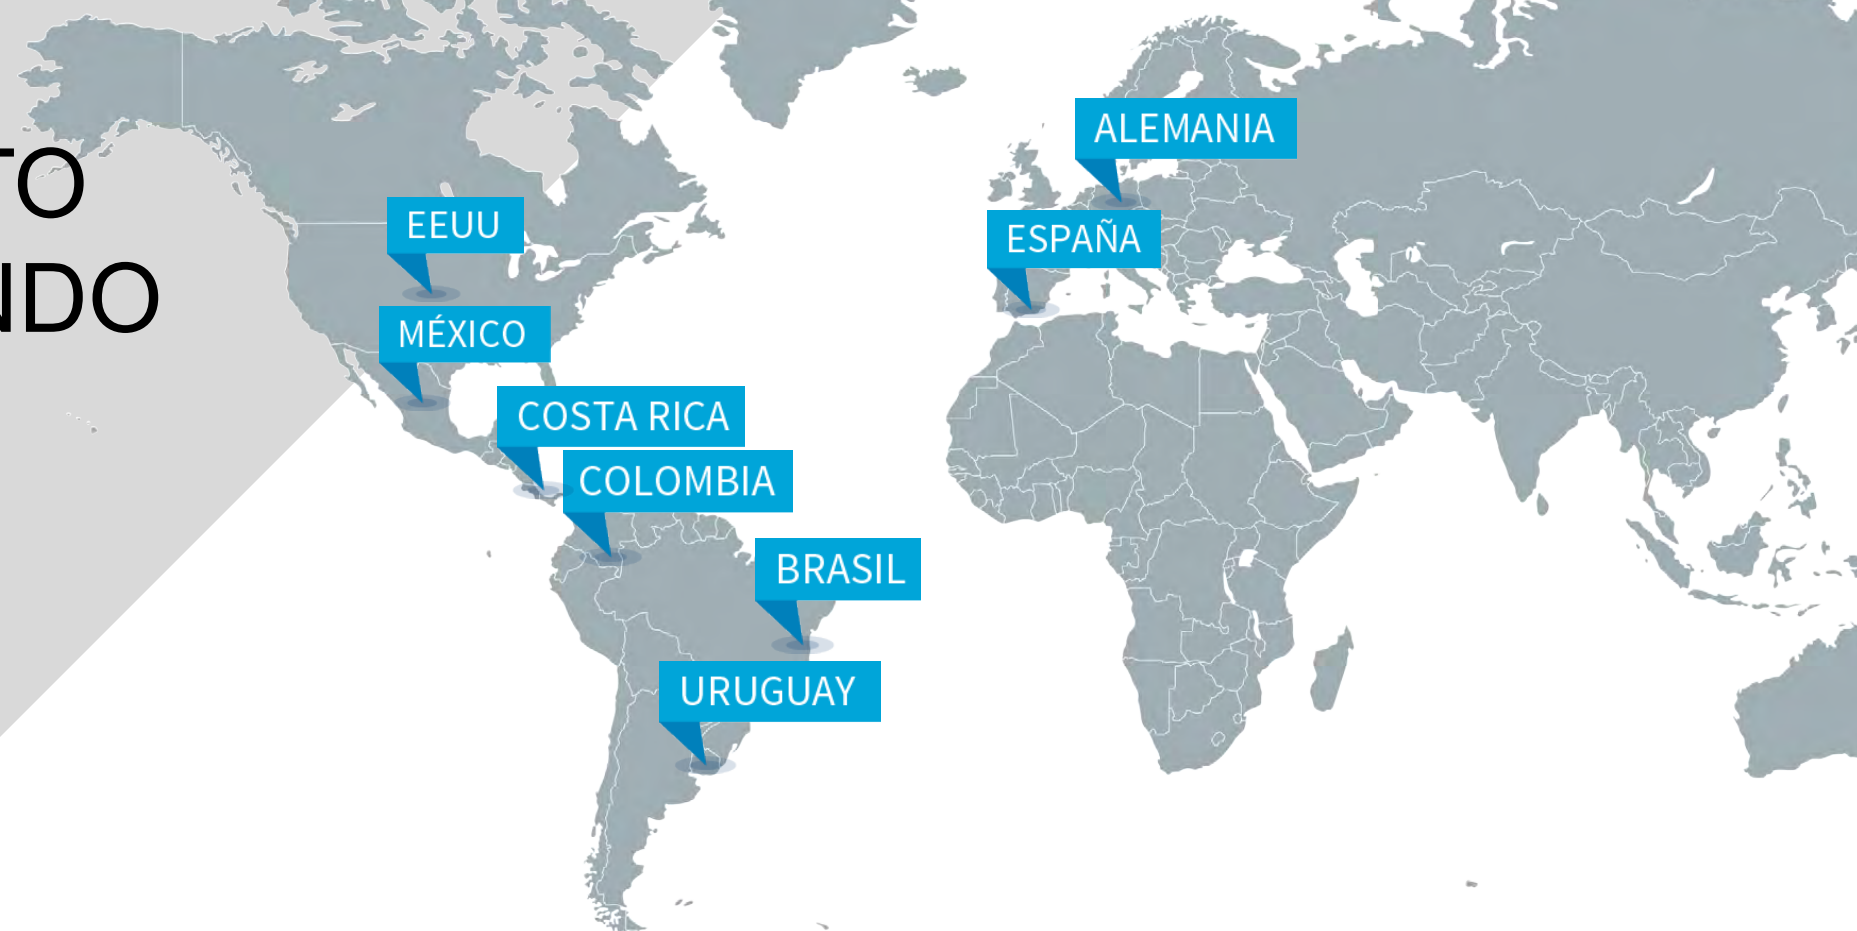 TO
NDO
ALEMANIA
EEUU
ESPAÑA
MÉXICO
COSTA RICA
COLOMBIA
BRASIL
URUGUAY